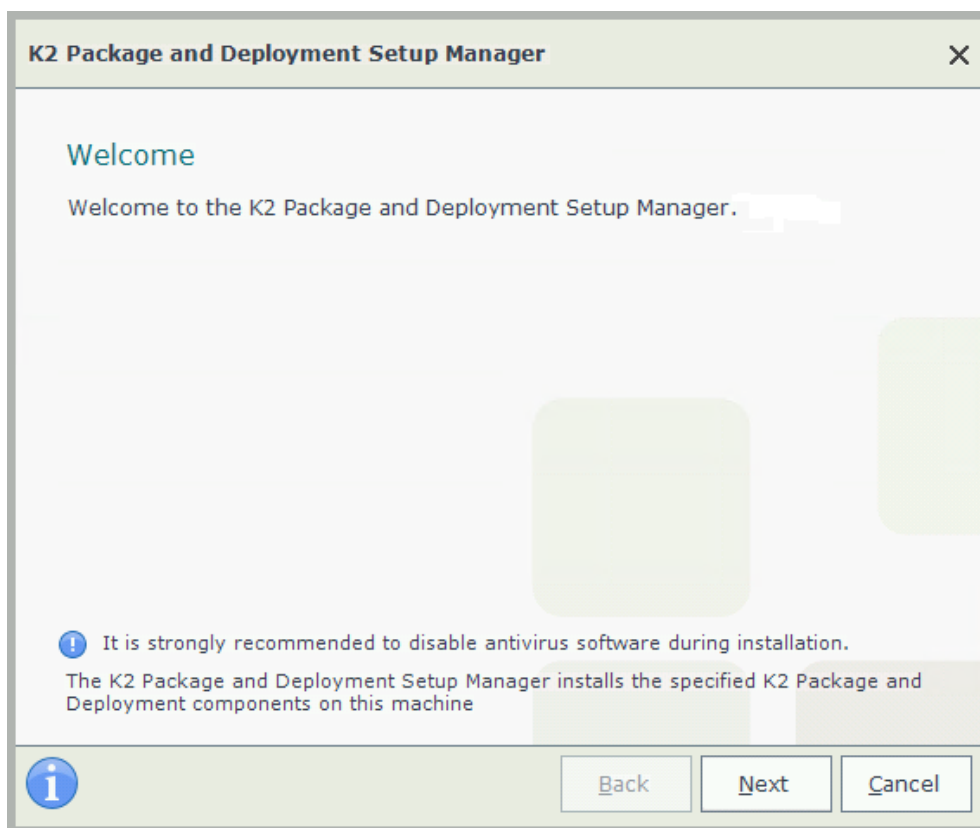 K2 Package and Deployment Setup Manager
Welcome
Welcome to the K2 Package and Deployment Setup Manager.
It is strongly recommended to disable antivirus software during installation.
The K2 Package and Deployment Setup Manager installs the specified K2 Package and
Deployment components on this machine
Back Next Cancel